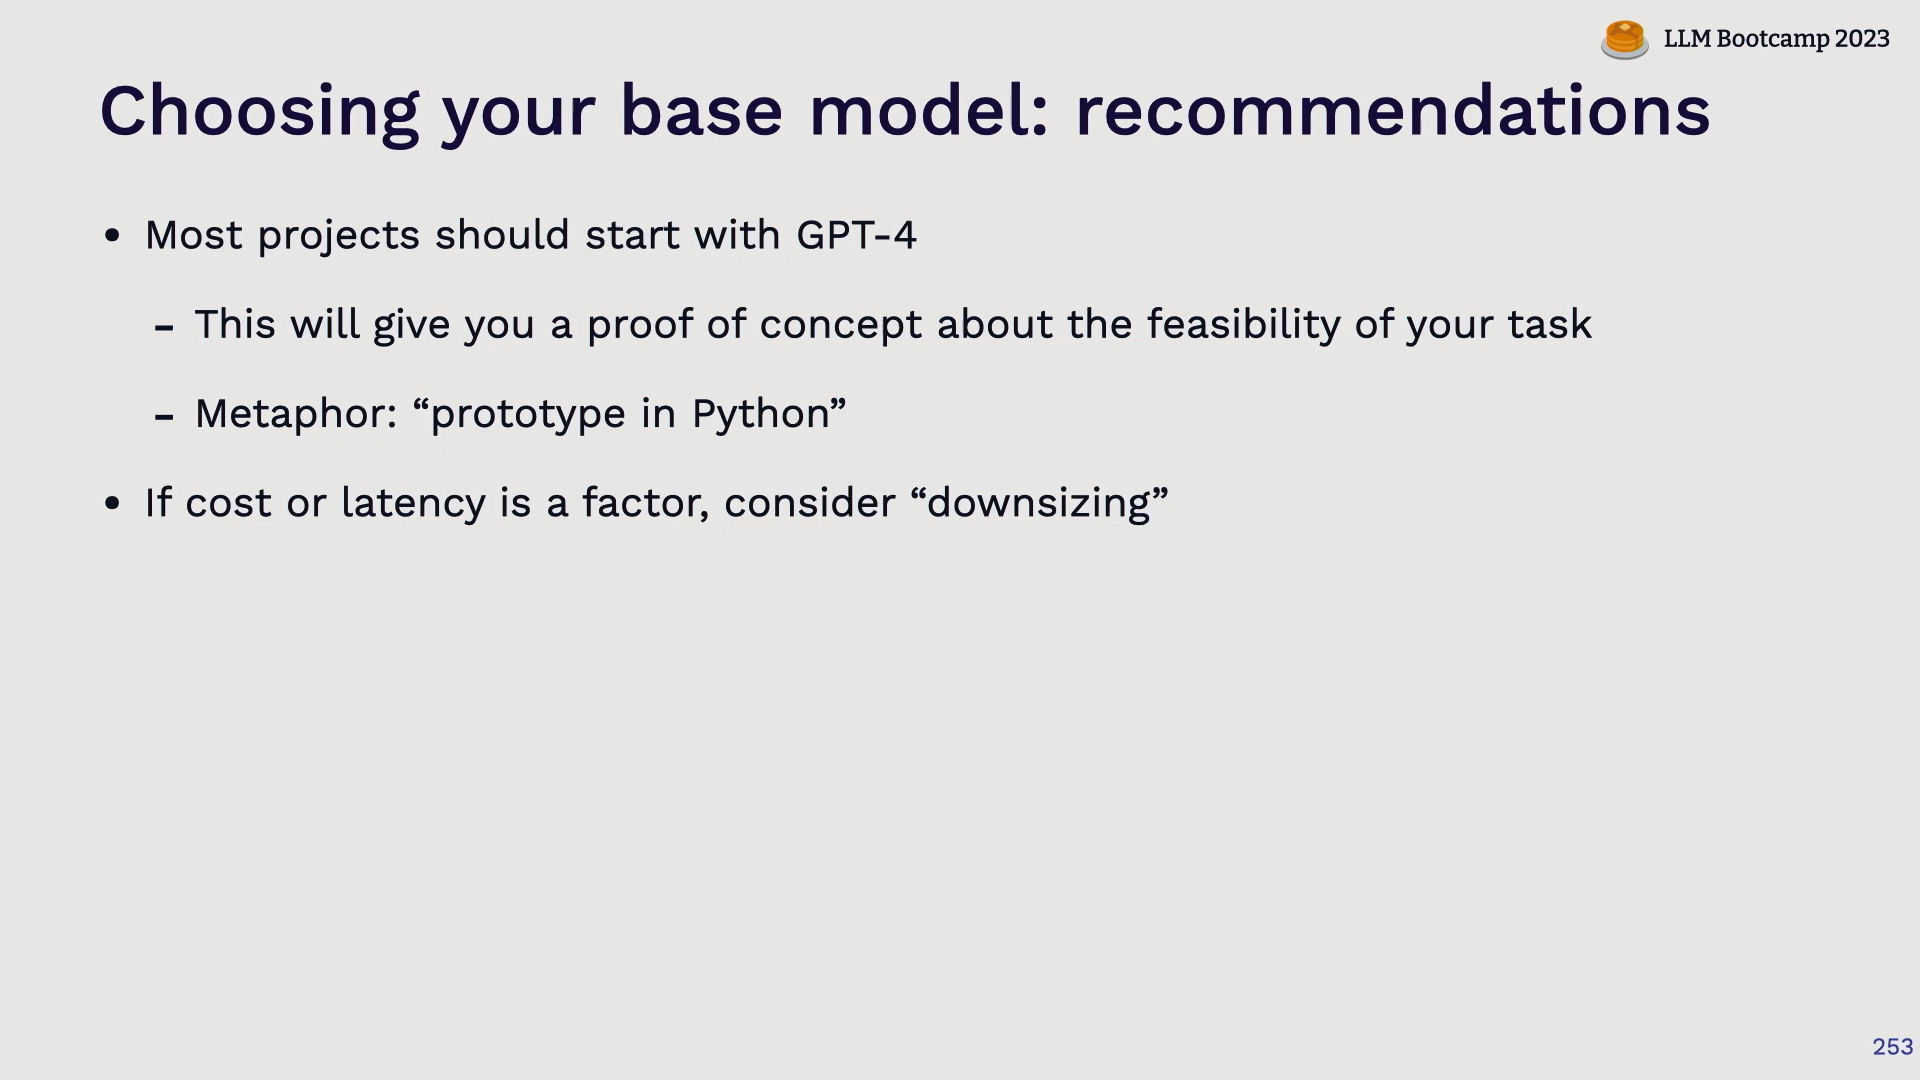 LLM Bootcamp 2023
Choosing your base model: recommendations
• Most projects should start with GPT-4
- This will give you a proof of concept about the feasibility of your task
- Metaphor: “prototype in Python”
• If cost or latency is a factor, consider “downsizing”
253